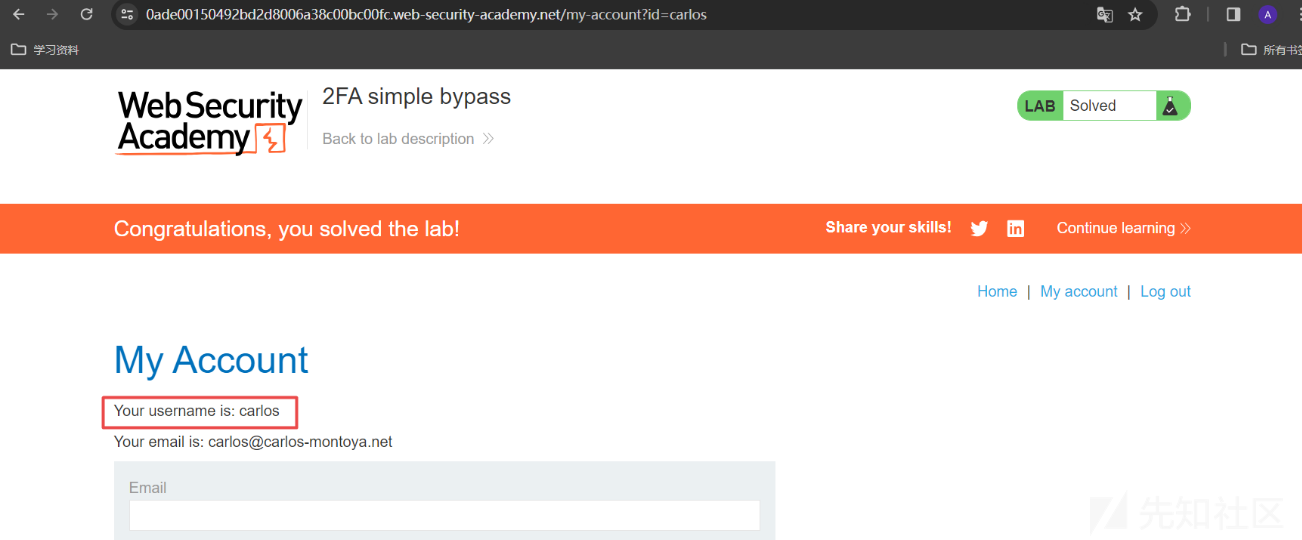 0ade00150492bd2d8006a38c00bc00fc.web-security-academy.net/my-account?id=carlos
A
学习资料
所有书签
Web Security Academy
2FA simple bypass
Back to lab description
LAB Solved
Congratulations, you solved the lab!
Share your skills!
Continue learning
Home | My account | Log out
My Account
Your username is: carlos
Your email is: carlos@carlos-montoya.net
Email
先知社区